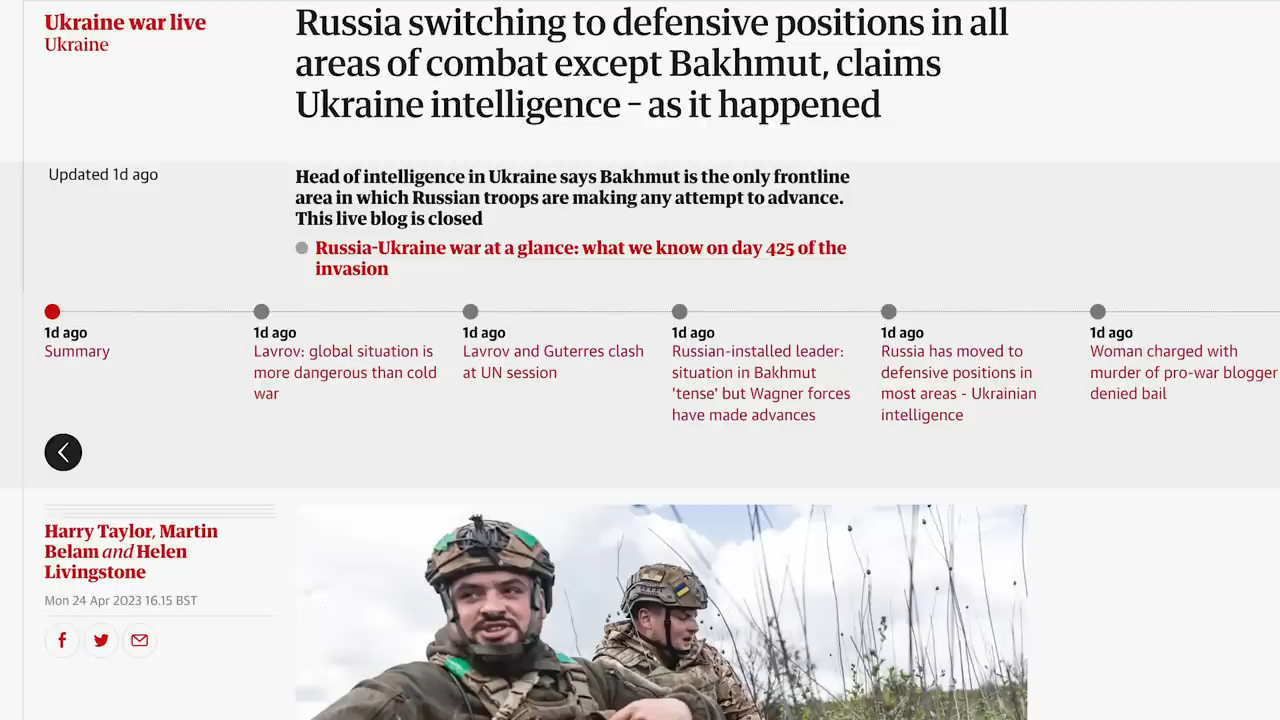 Ukraine war live
Ukraine
Russia switching to defensive positions in all
areas of combat except Bakhmut, claims
Ukraine intelligence – as it happened
Updated 1d ago
Head of intelligence in Ukraine says Bakhmut is the only frontline
area in which Russian troops are making any attempt to advance.
This live blog is closed
Russia-Ukraine war at a glance: what we know on day 425 of the
invasion
1d ago
Summary
1d ago
Lavrov: global situation is
more dangerous than cold
war
1d ago
Lavrov and Guterres clash
at UN session
1d ago
Russian-installed leader:
situation in Bakhmut
'tense' but Wagner forces
have made advances
1d ago
Russia has moved to
defensive positions in
most areas - Ukrainian
intelligence
1d ago
Woman charged with
murder of pro-war blogger
denied bail
Harry Taylor, Martin
Belam and Helen
Livingstone
Mon 24 Apr 2023 16.15 BST